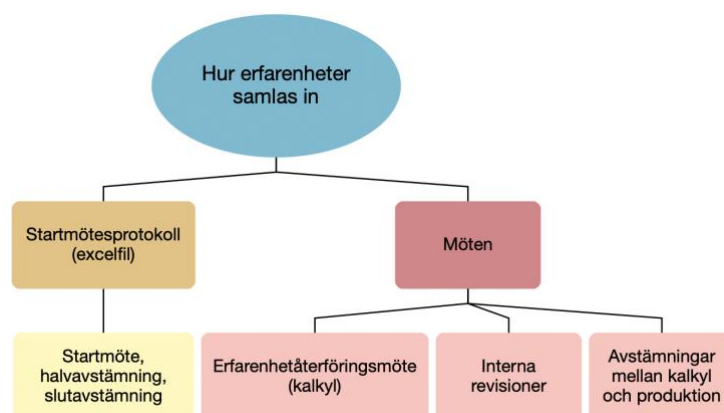 Hur erfarenheter
samlas in
Startmötesprotokoll
(excelfil)
Möten
Startmöte,
halvavstämning,
slutavstämning
Erfarenhetåterföringsmöte
(kalkyl)
Interna
revisioner
Avstämningar
mellan kalkyl
och produktion